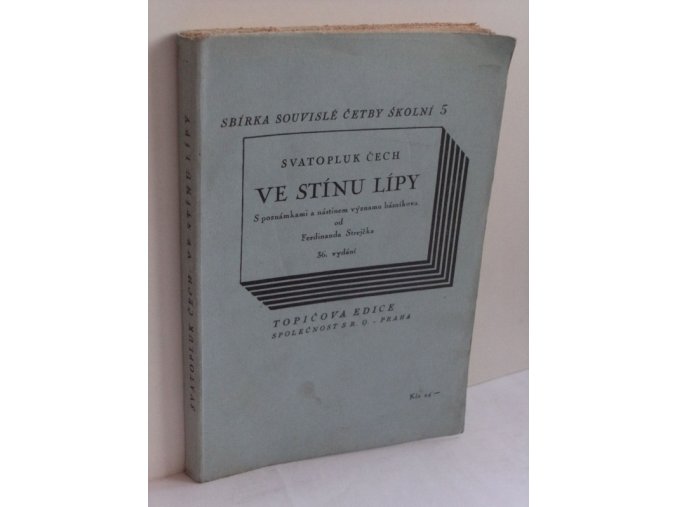 SBÍRKA SOUVISLÉ ČETBY ŠKOLNÍ 5
SVATOPLUK ČECH
VE STÍNU LÍPY
S poznámkami a nástinem významu básníkova
od
Ferdinanda Strejčka
36. vydání
TOPIČOVA EDICE
SPOLEČNOST S R. O. - PRAHA
Kčs
SVATOPLUK ČECH: VE STÍNU LÍPY